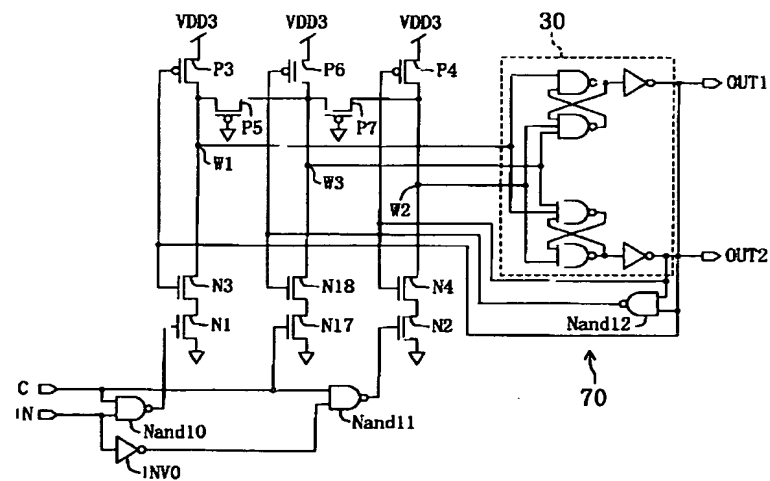 VDD3 VDD3 VDD3
30
P3 P6 P4
OUT1
P5 P7
W1 W3
W2
OUT2
N3 N18 N4
N1 N17 N2
Nand12
C
70
IN
Nand10 Nand11
INV0